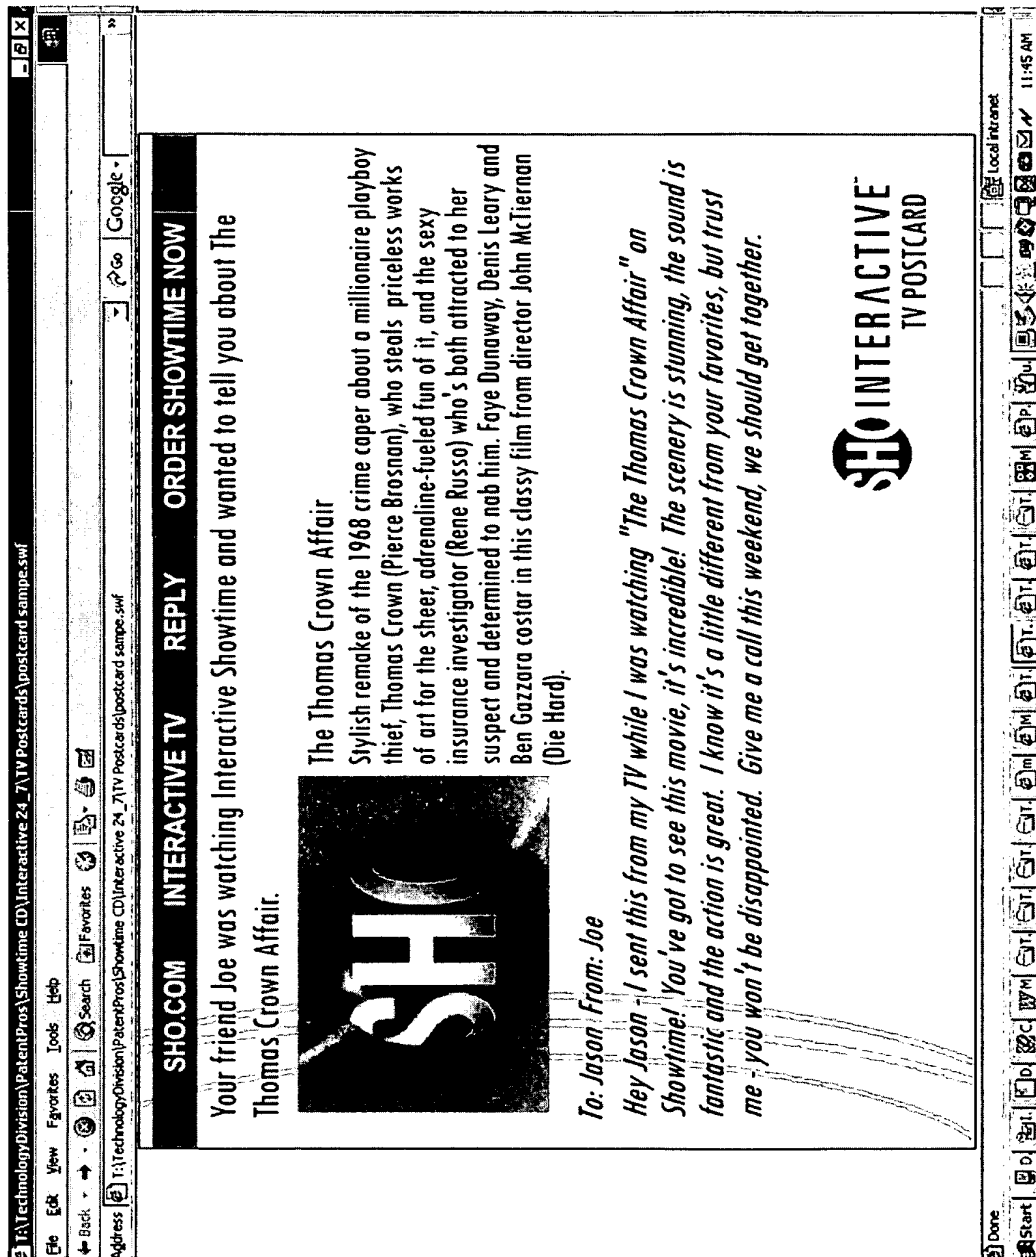 T:\TechnologyDivision\PatentPros\Showtime CD\Interactive 24_7\TV Postcards\postcard sampe.swf
File Edit View Favorites Tools Help
Back Search Favorites
Address T:\TechnologyDivision\PatentPros\Showtime CD\Interactive 24_7\TV Postcards\postcard sampe.swf Go Google
SHO.COM INTERACTIVE TV REPLY ORDER SHOWTIME NOW
Your friend Joe was watching Interactive Showtime and wanted to tell you about The
Thomas Crown Affair.
SHO
The Thomas Crown Affair
Stylish remake of the 1968 crime caper about a millionaire playboy
thief, Thomas Crown (Pierce Brosnan), who steals priceless works
of art for the sheer, adrenaline-fueled fun of it, and the sexy
insurance investigator (Rene Russo) who's both attracted to her
suspect and determined to nab him. Faye Dunaway, Denis Leary and
Ben Gazzara costar in this classy film from director John McTiernan
(Die Hard).
To: Jason From: Joe
Hey Jason - I sent this from my TV while I was watching "The Thomas Crown Affair" on
Showtime! You've got to see this movie, it's incredible! The scenery is stunning, the sound is
fantastic and the action is great. I know it's a little different from your favorites, but trust
me - you won't be disappointed. Give me a call this weekend, we should get together.
SHO INTERACTIVE
TV POSTCARD
Done Local intranet
Start 11:45 AM